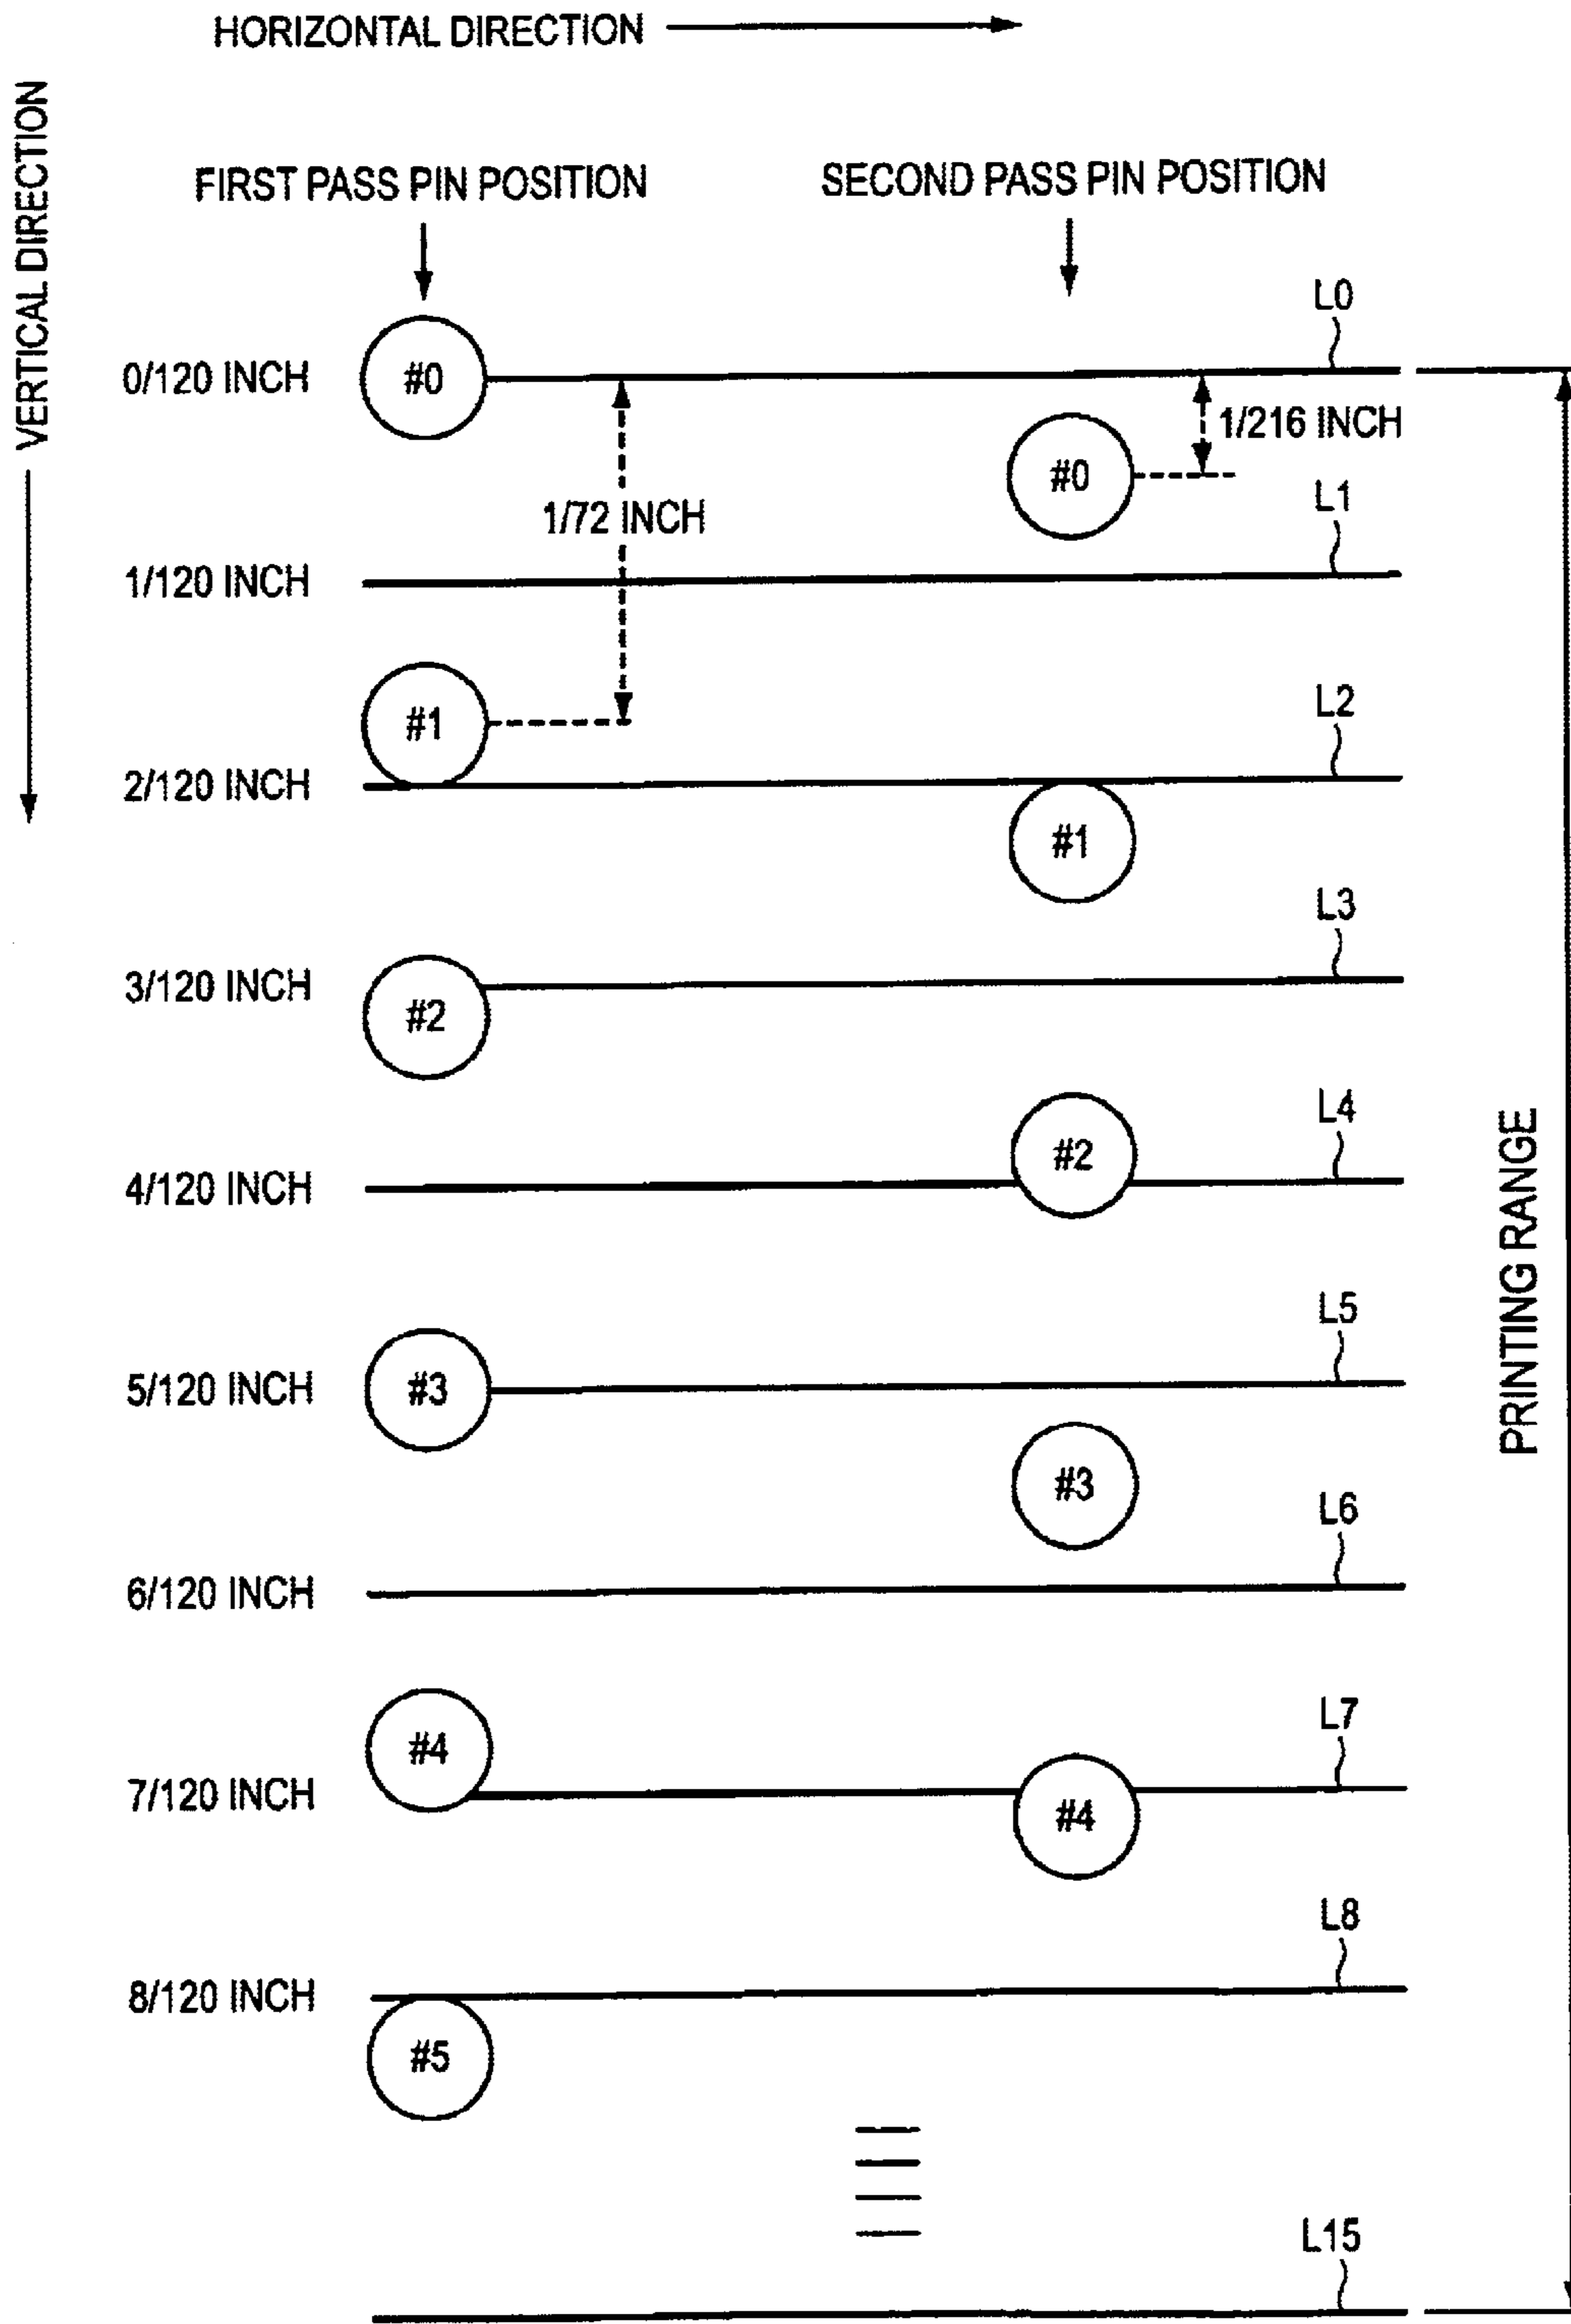 HORIZONTAL DIRECTION
VERTICAL DIRECTION
FIRST PASS PIN POSITION
SECOND PASS PIN POSITION
L0
0/120 INCH
#0
1/216 INCH
#0
L1
1/72 INCH
1/120 INCH
L2
#1
2/120 INCH
#1
L3
3/120 INCH
#2
L4
#2
4/120 INCH
PRINTING RANGE
L5
5/120 INCH
#3
#3
L6
6/120 INCH
L7
#4
7/120 INCH
#4
L8
8/120 INCH
#5
L15